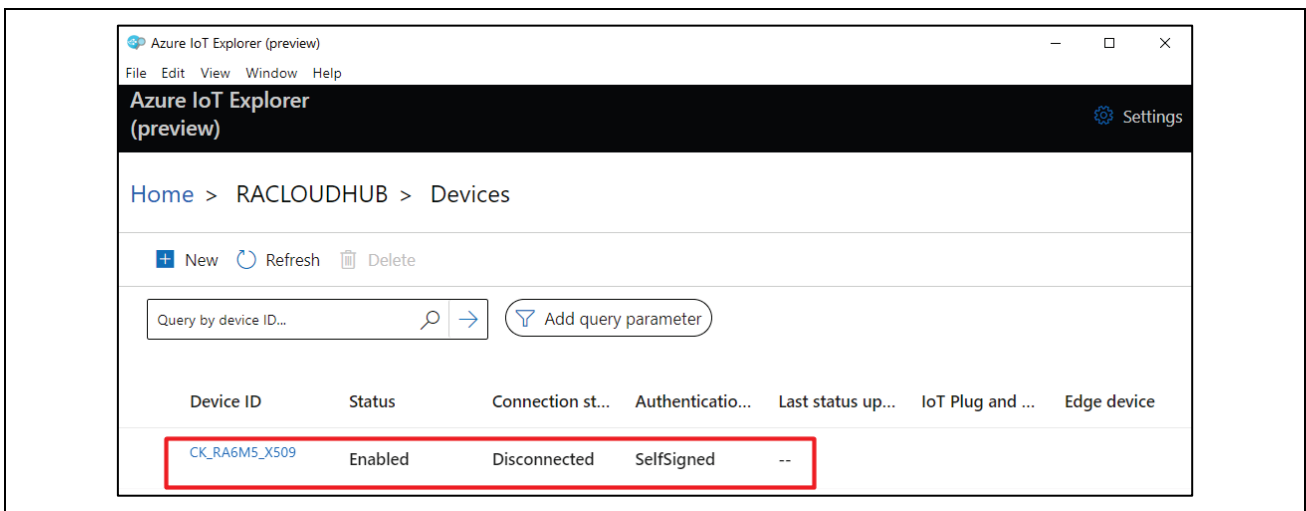 Azure IoT Explorer (preview)
File Edit View Window Help
Azure IoT Explorer
(preview)
Settings
Home > RACLOUDHUB > Devices
New Refresh Delete
Query by device ID... Add query parameter
Device ID Status Connection st... Authenticatio... Last status up... IoT Plug and ... Edge device
CK_RA6M5_X509 Enabled Disconnected SelfSigned --